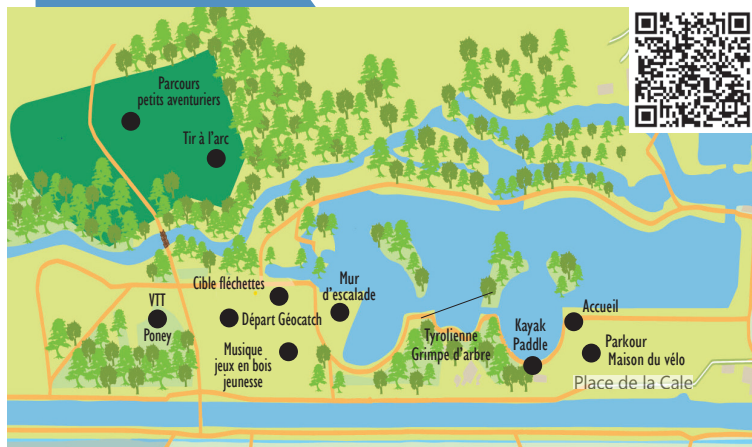 Parcours
petits aventuriers
Tir à l'arc
Cible fléchettes
Mur
d'escalade
VTT
Poney
Départ Géocatch
Musique
jeux en bois
jeunesse
Tyrolienne
Grimpe d'arbre
Kayak
Paddle
Accueil
Parkour
Maison du vélo
Place de la Cale